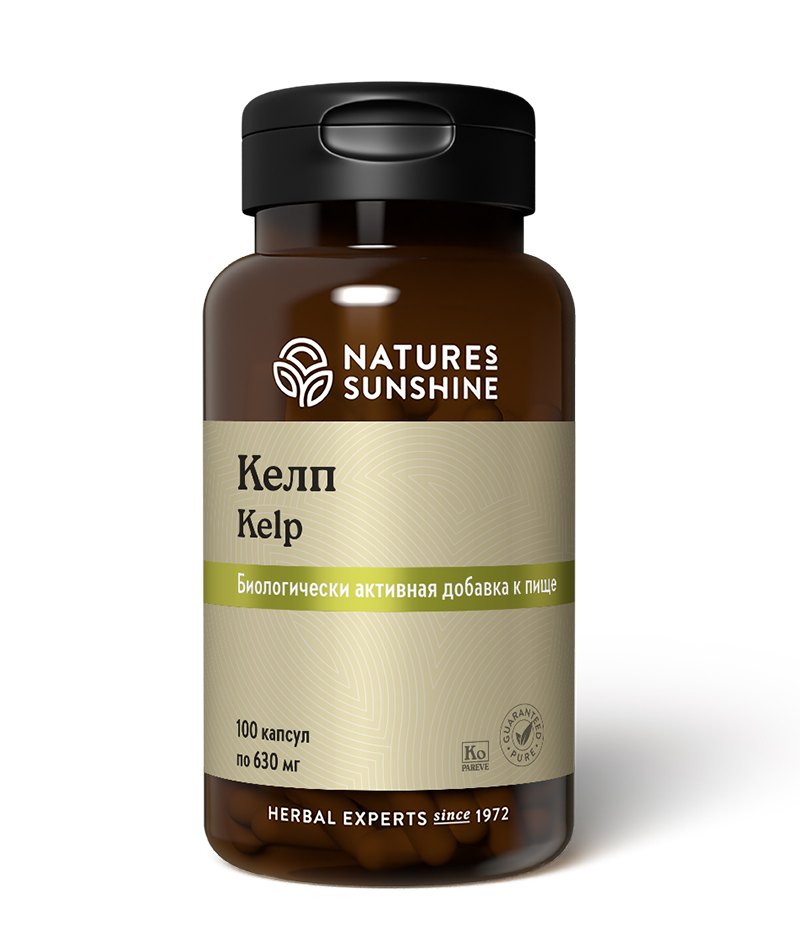 NATURES
SUNSHINE
Келп
Kelp
Биологически активная добавка к пище
100 капсул
по 630 мг
Ko
PAREVE
GUARANTEED
PURE
HERBAL EXPERTS since 1972